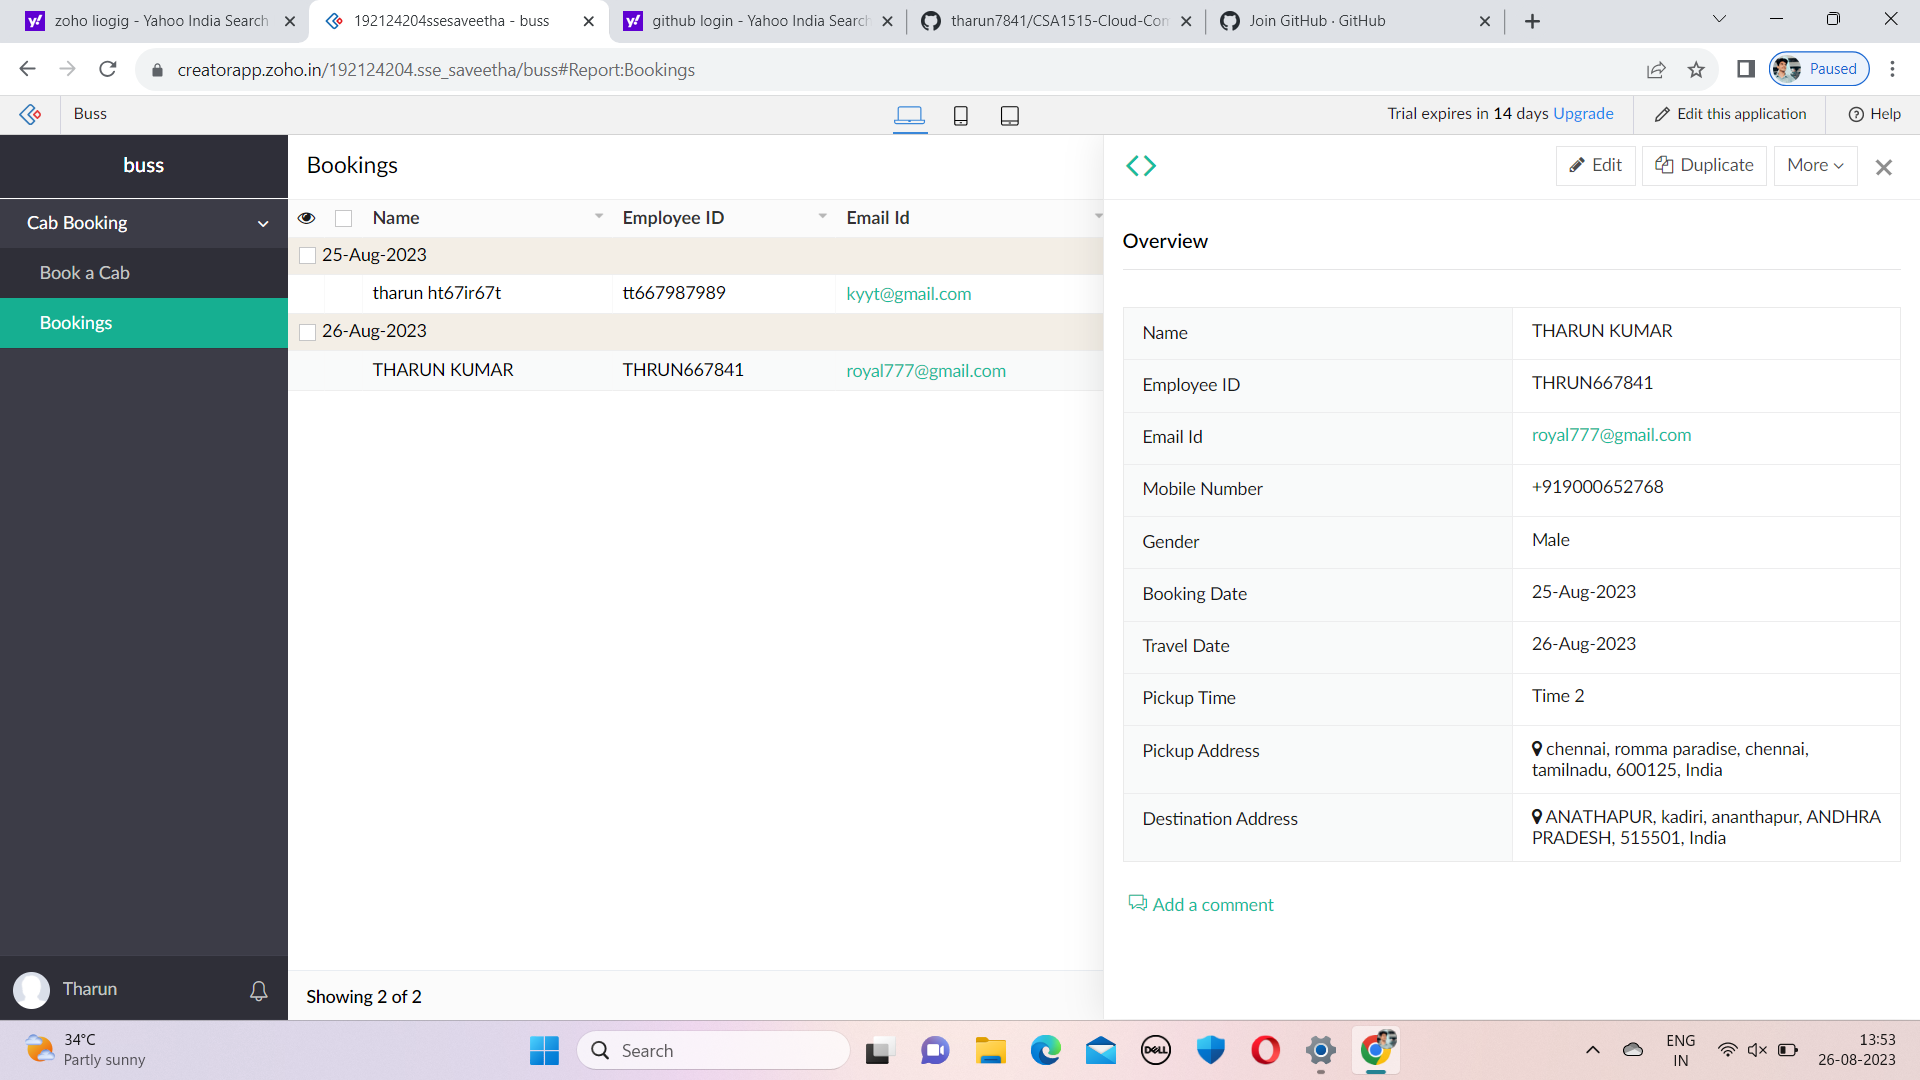 zoho liogig - Yahoo India Search
192124204ssesaveetha - buss
github login - Yahoo India Search
tharun7841/CSA1515-Cloud-Com
Join GitHub · GitHub
creatorapp.zoho.in/192124204.sse_saveetha/buss#Report:Bookings
Paused
Buss
Trial expires in 14 days Upgrade
Edit this application
Help
buss
Cab Booking
Book a Cab
Bookings
Tharun
Bookings
Name Employee ID Email Id
25-Aug-2023
tharun ht67ir67t tt667987989 kyyt@gmail.com
26-Aug-2023
THARUN KUMAR THRUN667841 royal777@gmail.com
Showing 2 of 2
Edit Duplicate More
Overview
Name THARUN KUMAR
Employee ID THRUN667841
Email Id royal777@gmail.com
Mobile Number +919000652768
Gender Male
Booking Date 25-Aug-2023
Travel Date 26-Aug-2023
Pickup Time Time 2
Pickup Address chennai, romma paradise, chennai,
tamilnadu, 600125, India
Destination Address ANATHAPUR, kadiri, ananthapur, ANDHRA
PRADESH, 515501, India
Add a comment
34°C
Partly sunny
Search
DELL
ENG
IN
13:53
26-08-2023